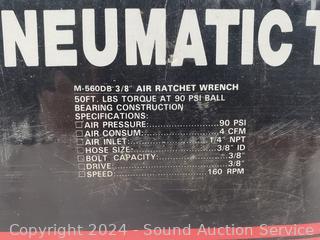 NEUMATIC T
M-560DB 3/8" AIR RATCHET WRENCH
50FT. LBS TORQUE AT 90 PSI BALL
BEARING CONSTRUCTION
SPECIFICATIONS:
□AIR PRESSURE:..................90 PSI
□AIR CONSUM:....................4 CFM
□AIR INLET:...................1/4" NPT
□HOSE SIZE:...................3/8" ID
□BOLT CAPACITY:.................3/8"
□DRIVE:.........................3/8"
□SPEED:......................160 RPM
Copyright 2024 - Sound Auction Service